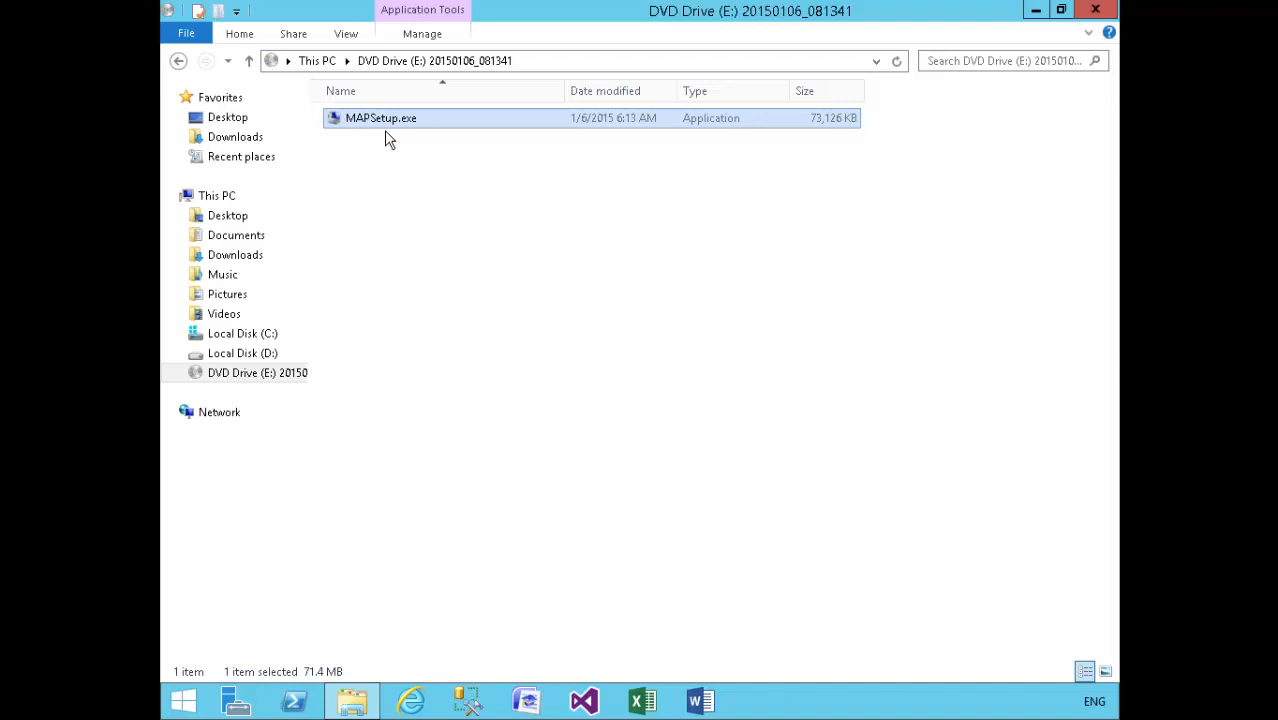 Application Tools
DVD Drive (E:) 20150106_081341
File Home Share View Manage
This PC DVD Drive (E:) 20150106_081341
Search DVD Drive (E:) 2015010...
Name Date modified Type Size
MAPSetup.exe 1/6/2015 6:13 AM Application 73,126 KB
Favorites
Desktop
Downloads
Recent places
This PC
Desktop
Documents
Downloads
Music
Pictures
Videos
Local Disk (C:)
Local Disk (D:)
DVD Drive (E:) 20150
Network
1 item 1 item selected 71.4 MB
ENG